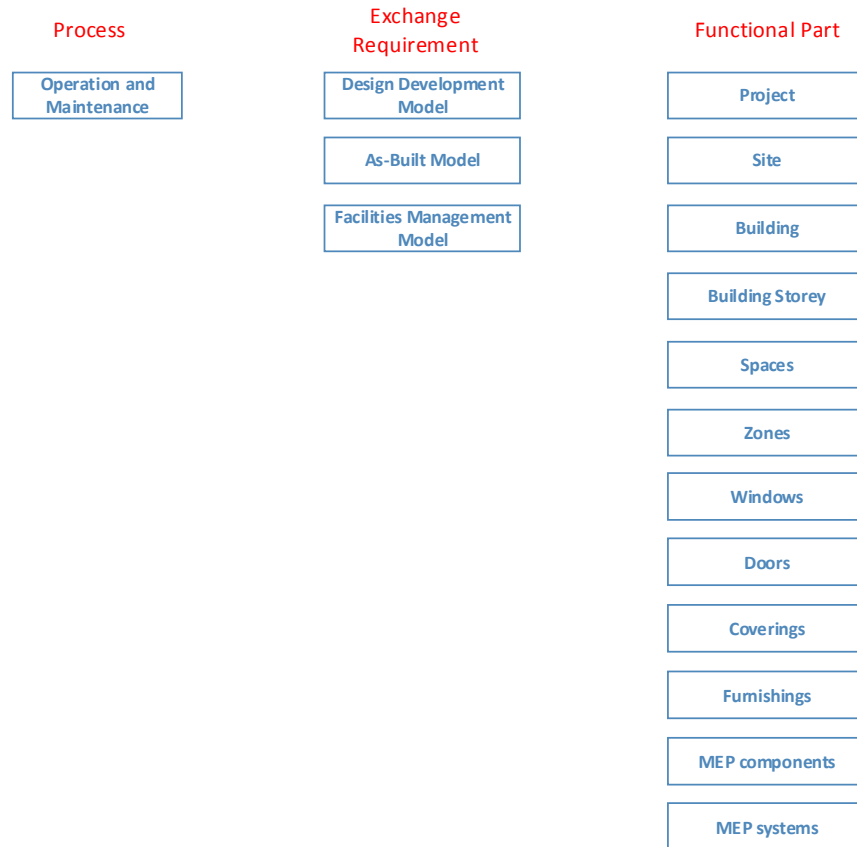 Process
Exchange
Requirement
Functional Part
Operation and
Maintenance
Design Development
Model
Project
As-Built Model
Site
Facilities Management
Model
Building
Building Storey
Spaces
Zones
Windows
Doors
Coverings
Furnishings
MEP components
MEP systems